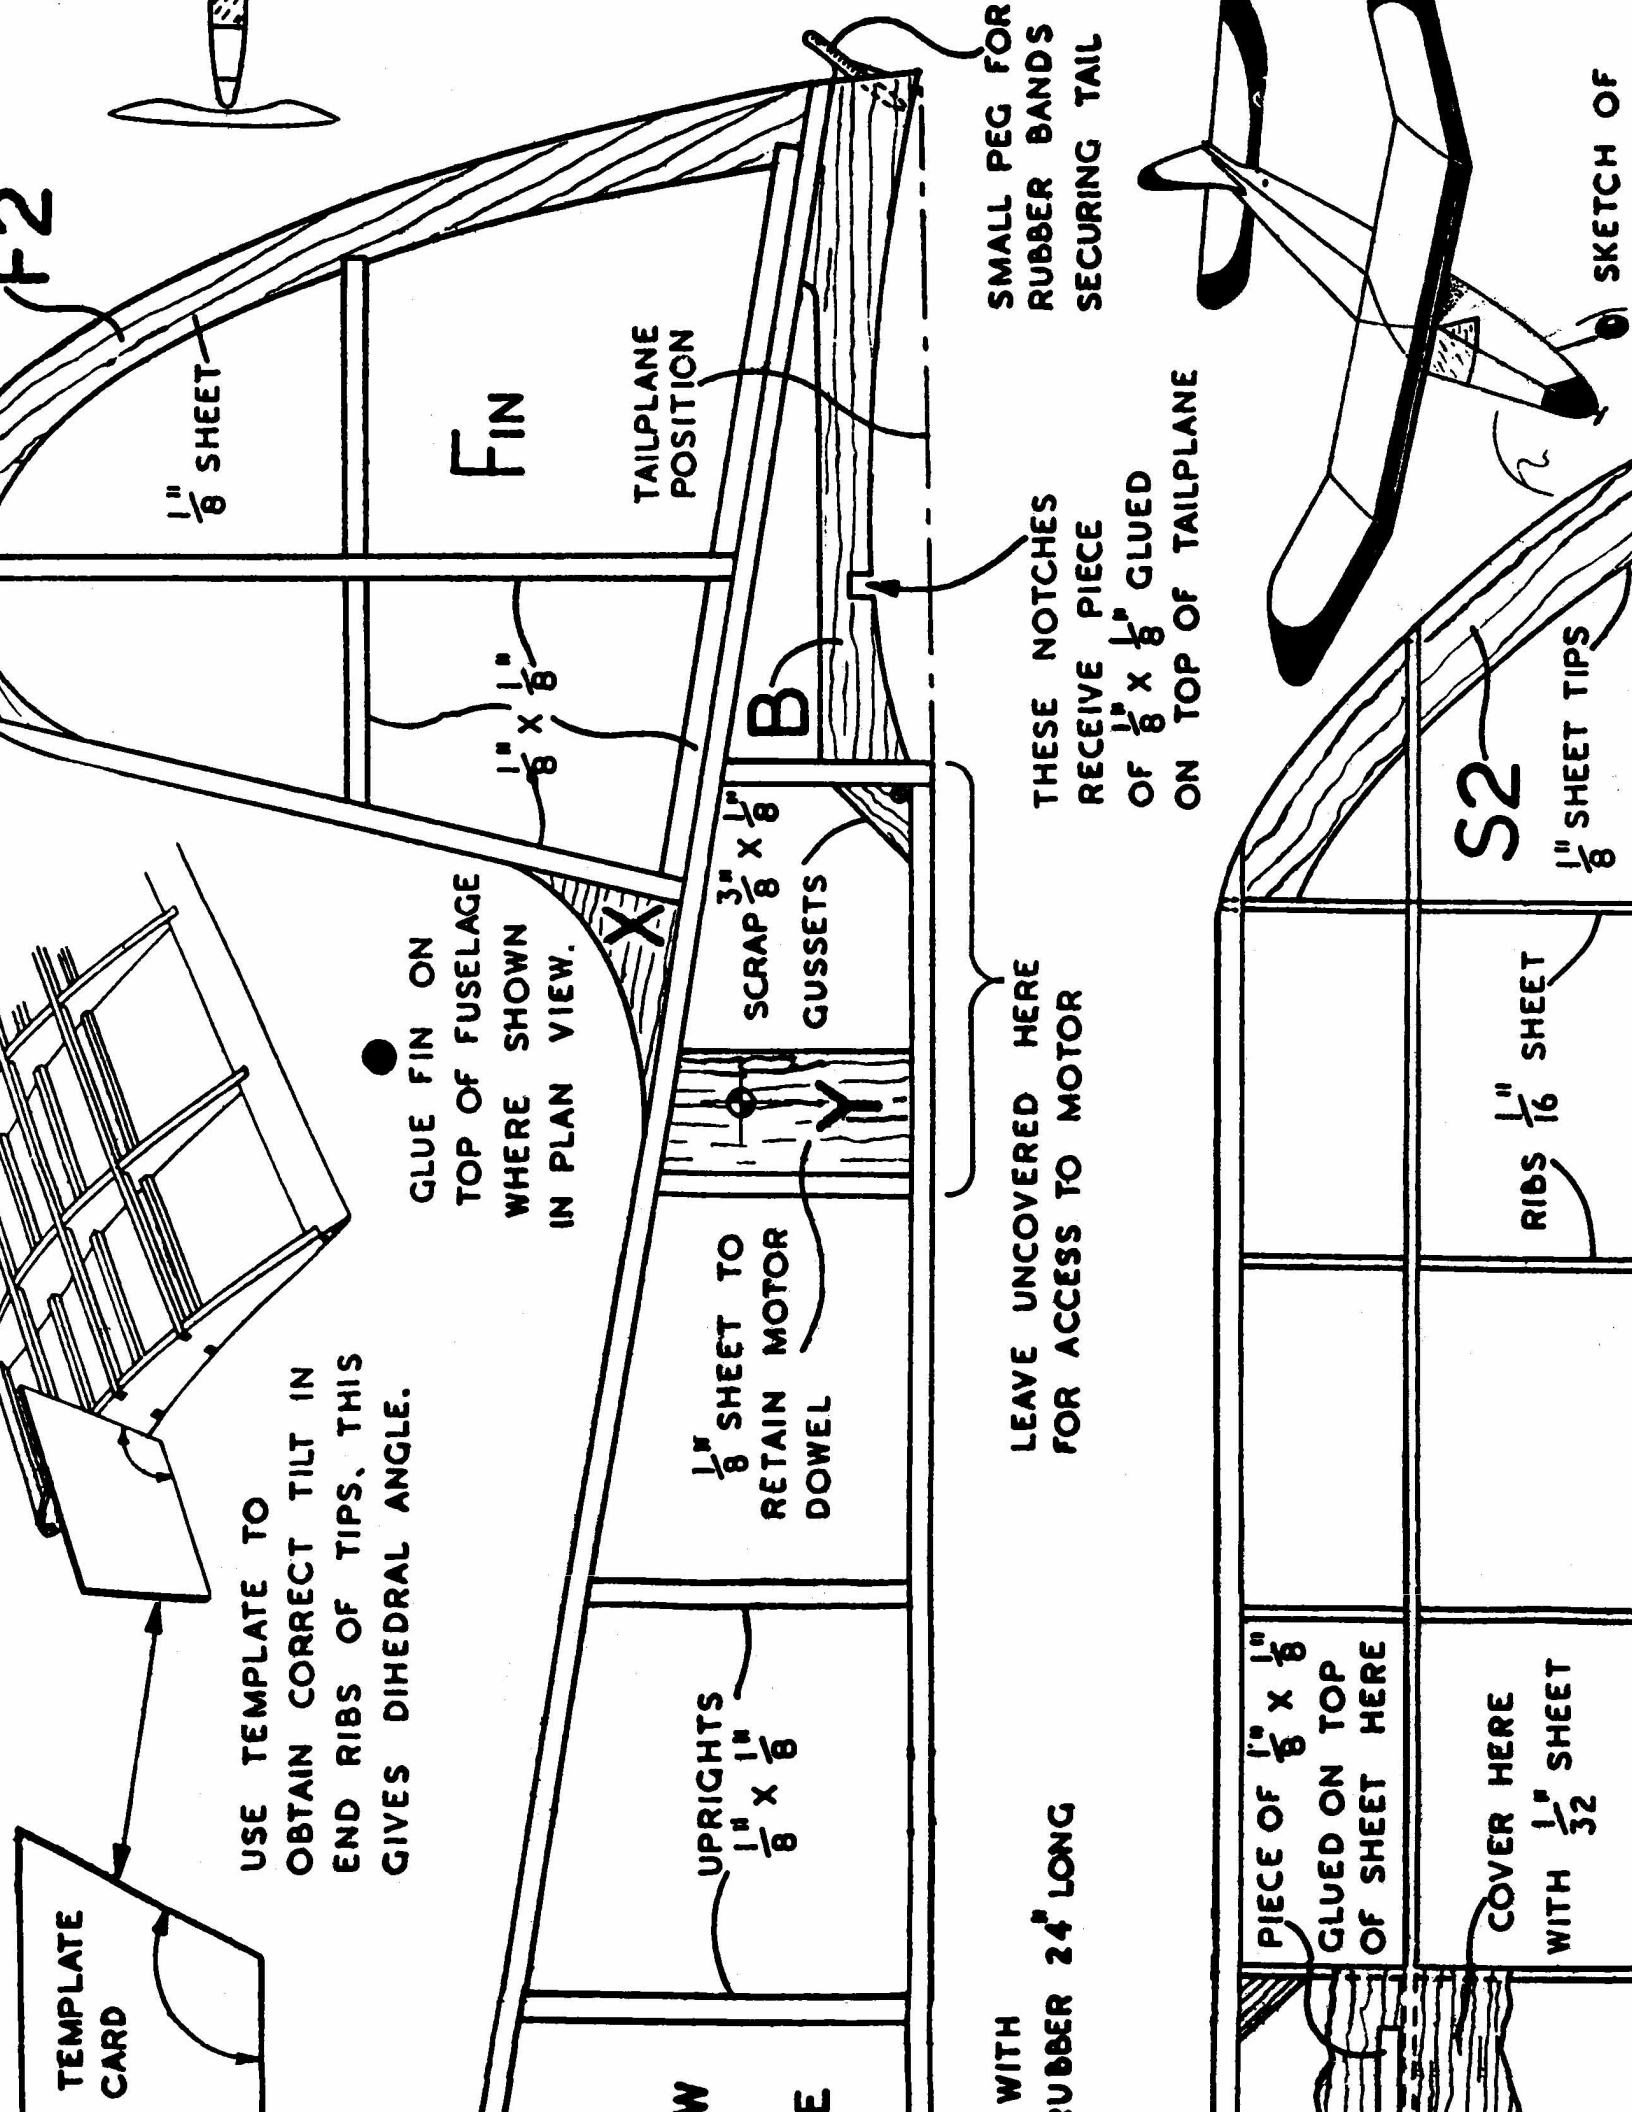 F2
1/8" SHEET
FIN
TAILPLANE
POSITION
SMALL PEG FOR
RUBBER BANDS
SECURING TAIL
1/8" X 1/8"
B
THESE NOTCHES
RECEIVE PIECE
OF 1/8" X 1/8" GLUED
ON TOP OF TAILPLANE
SKETCH OF
GLUE FIN ON
TOP OF FUSELAGE
WHERE SHOWN
IN PLAN VIEW.
X
SCRAP 3/8" X 1/8"
GUSSETS
Y
LEAVE UNCOVERED HERE
FOR ACCESS TO MOTOR
1/8" SHEET TO
RETAIN MOTOR
DOWEL
S2
1/8" SHEET TIPS
RIBS 1/16" SHEET
USE TEMPLATE TO
OBTAIN CORRECT TILT IN
END RIBS OF TIPS. THIS
GIVES DIHEDRAL ANGLE.
TEMPLATE
CARD
UPRIGHTS
1/8" X 1/8"
W
E
WITH
RUBBER 24" LONG
PIECE OF 1/8" X 1/8"
GLUED ON TOP
OF SHEET HERE
COVER HERE
WITH 1/32" SHEET